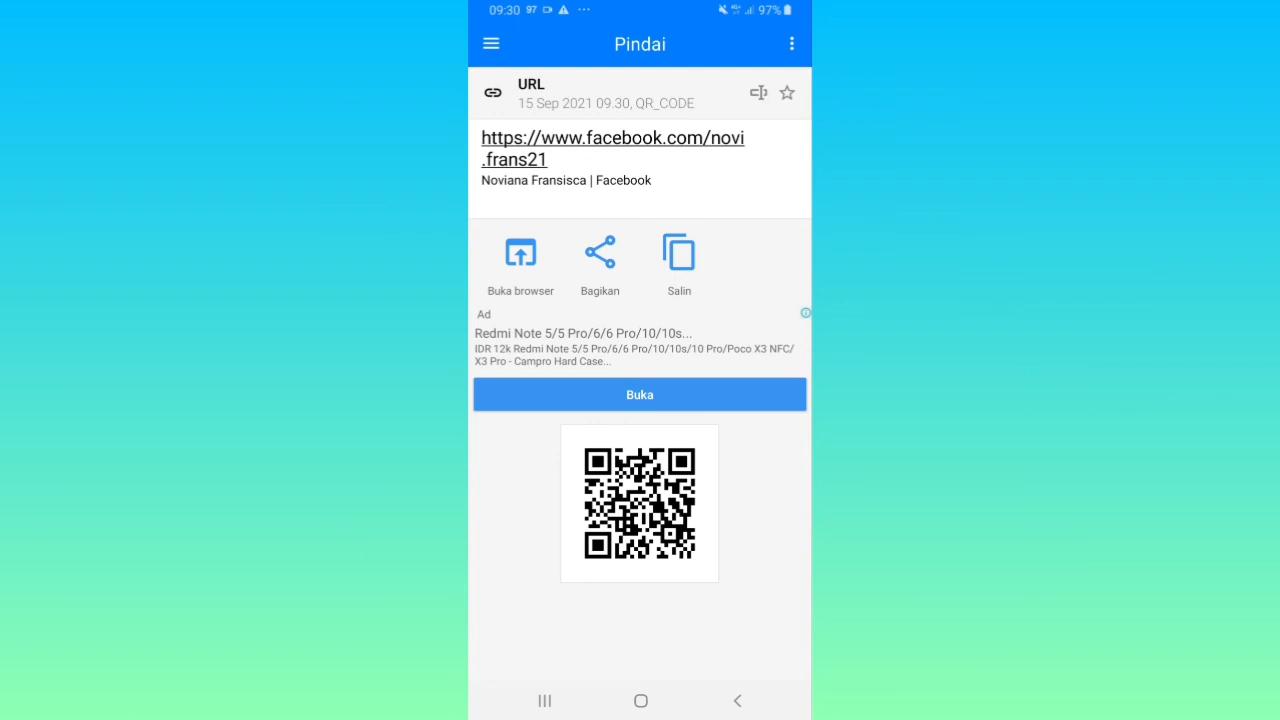 09:30 97 97%
Pindai
URL
15 Sep 2021 09.30, QR_CODE
https://www.facebook.com/novi
.frans21
Noviana Fransisca | Facebook
Buka browser Bagikan Salin
Ad
Redmi Note 5/5 Pro/6/6 Pro/10/10s...
IDR 12k Redmi Note 5/5 Pro/6/6 Pro/10/10s/10 Pro/Poco X3 NFC/
X3 Pro - Campro Hard Case...
Buka